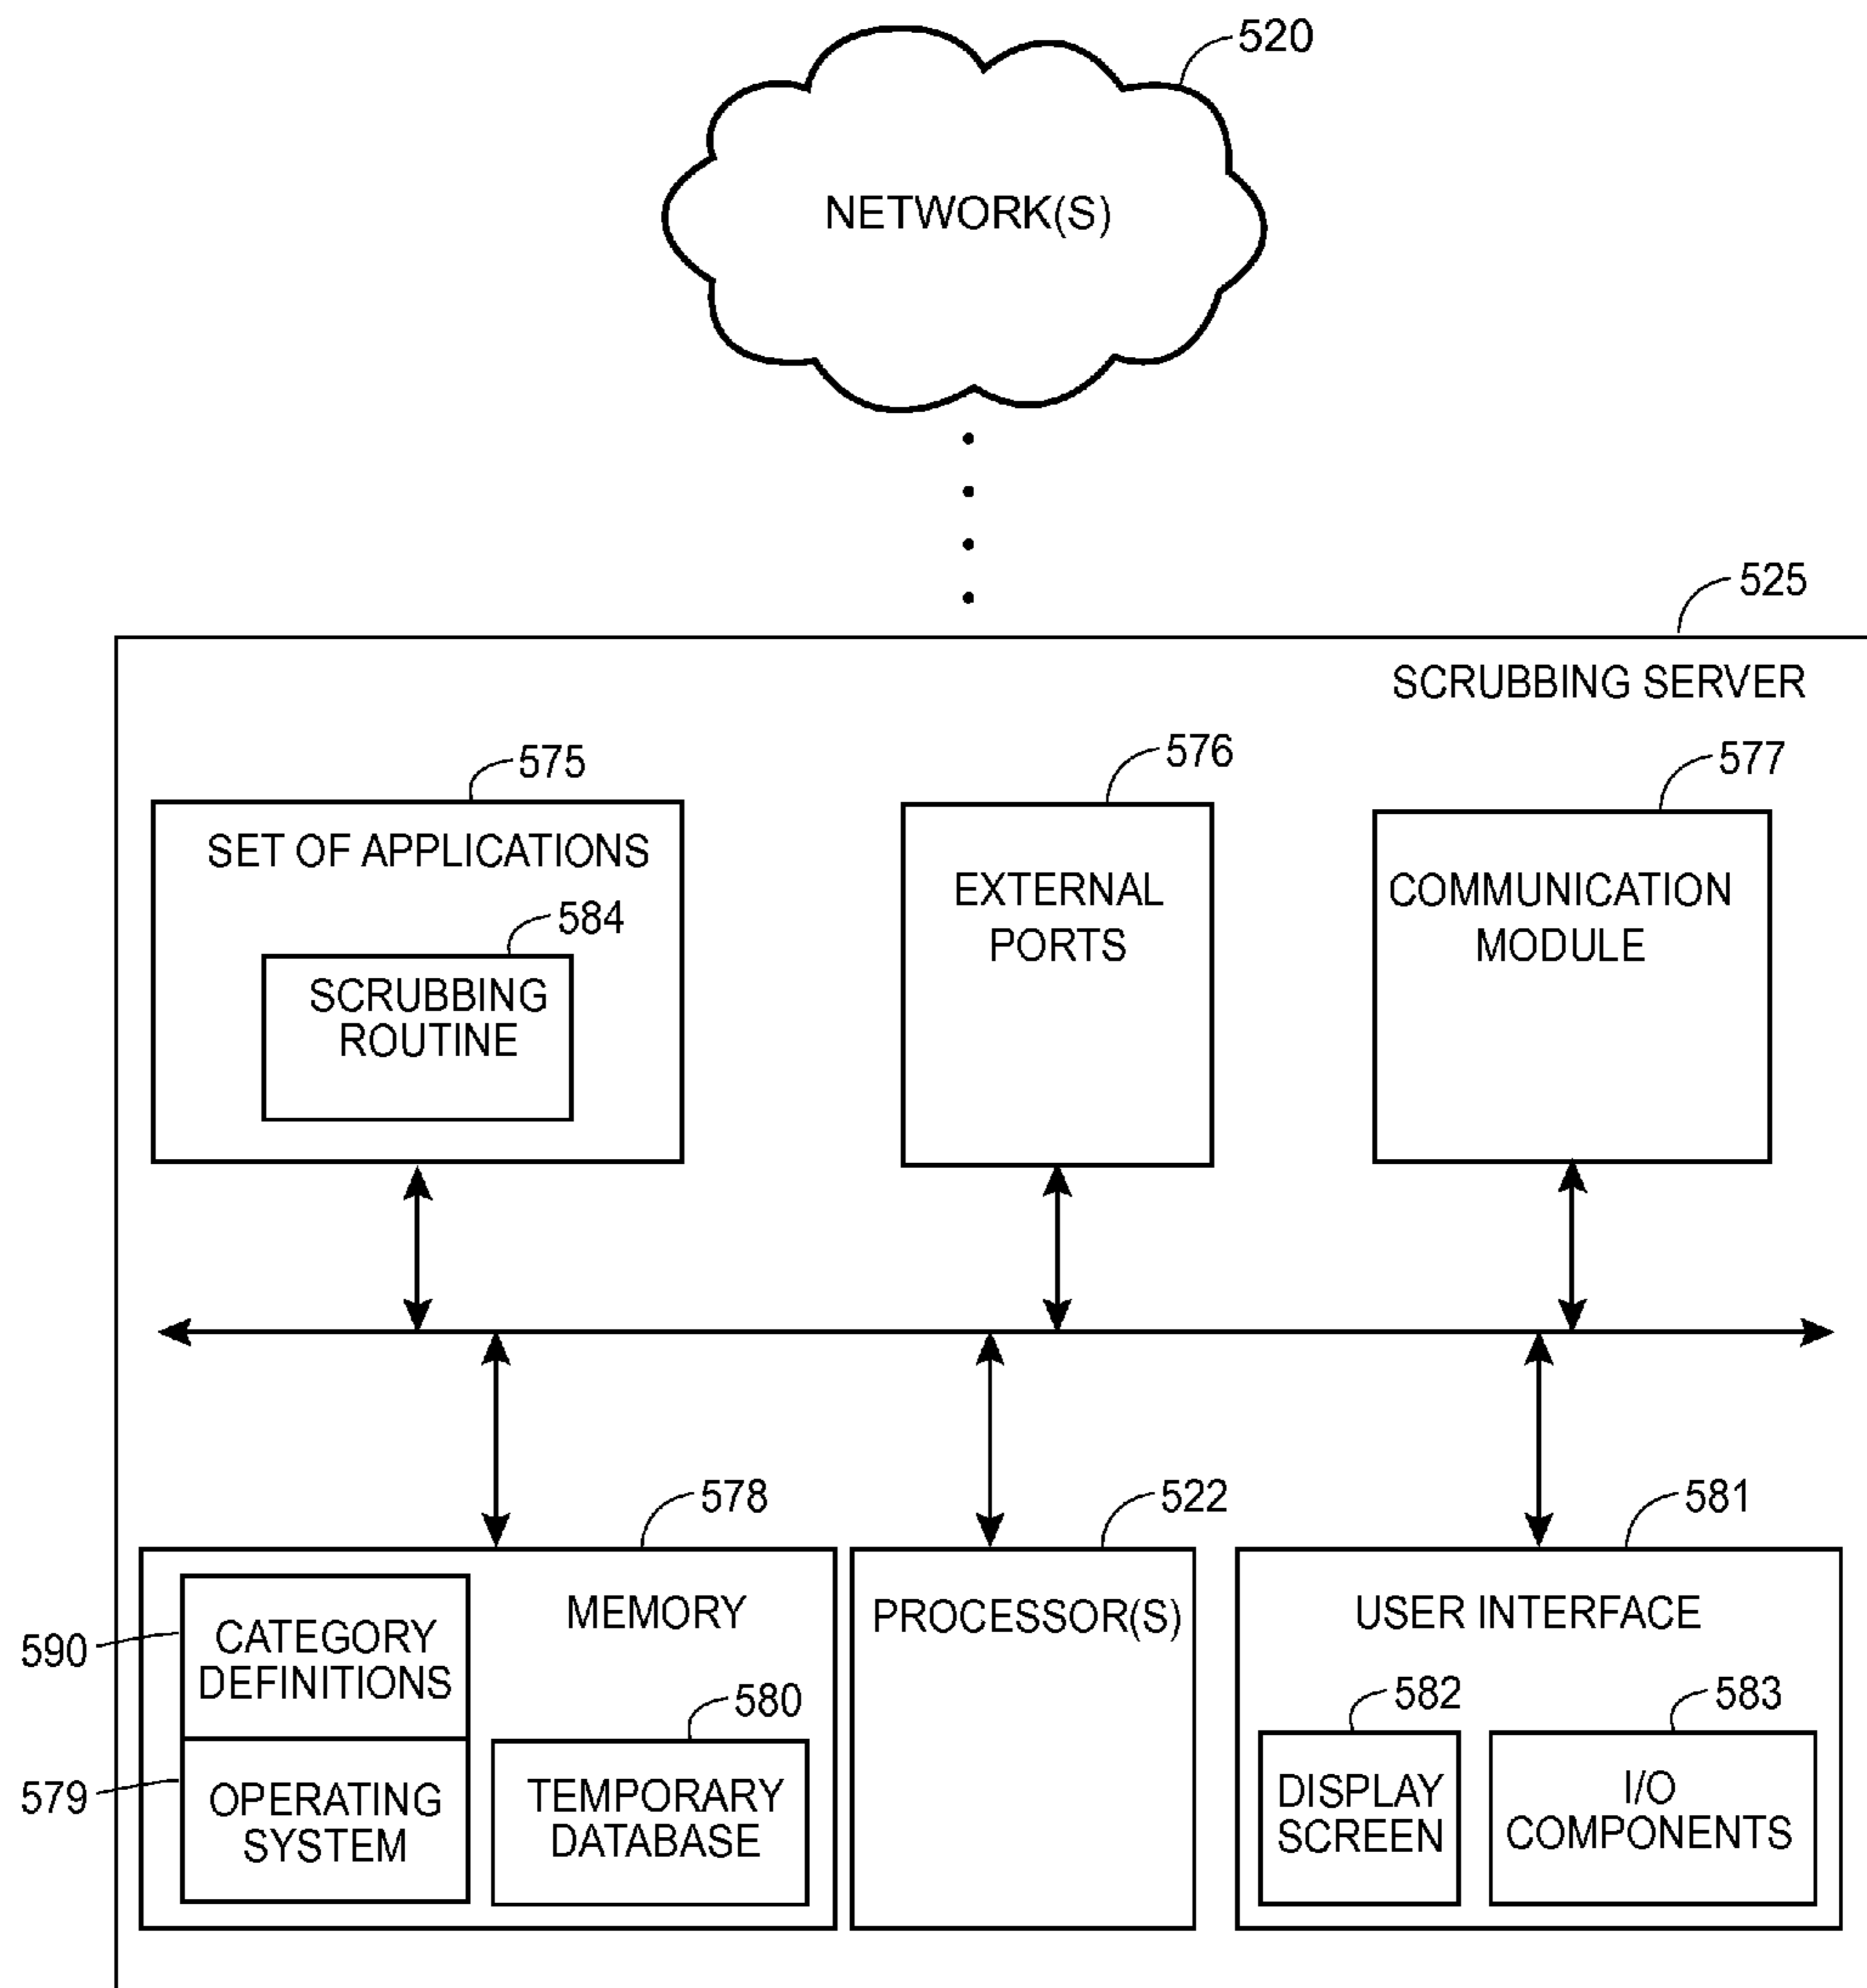 520
NETWORK(S)
525
SCRUBBING SERVER
575
576
577
SET OF APPLICATIONS
584
SCRUBBING
ROUTINE
EXTERNAL
PORTS
COMMUNICATION
MODULE
578
522
581
MEMORY
590
CATEGORY
DEFINITIONS
579
OPERATING
SYSTEM
580
TEMPORARY
DATABASE
PROCESSOR(S)
USER INTERFACE
582
DISPLAY
SCREEN
583
I/O
COMPONENTS